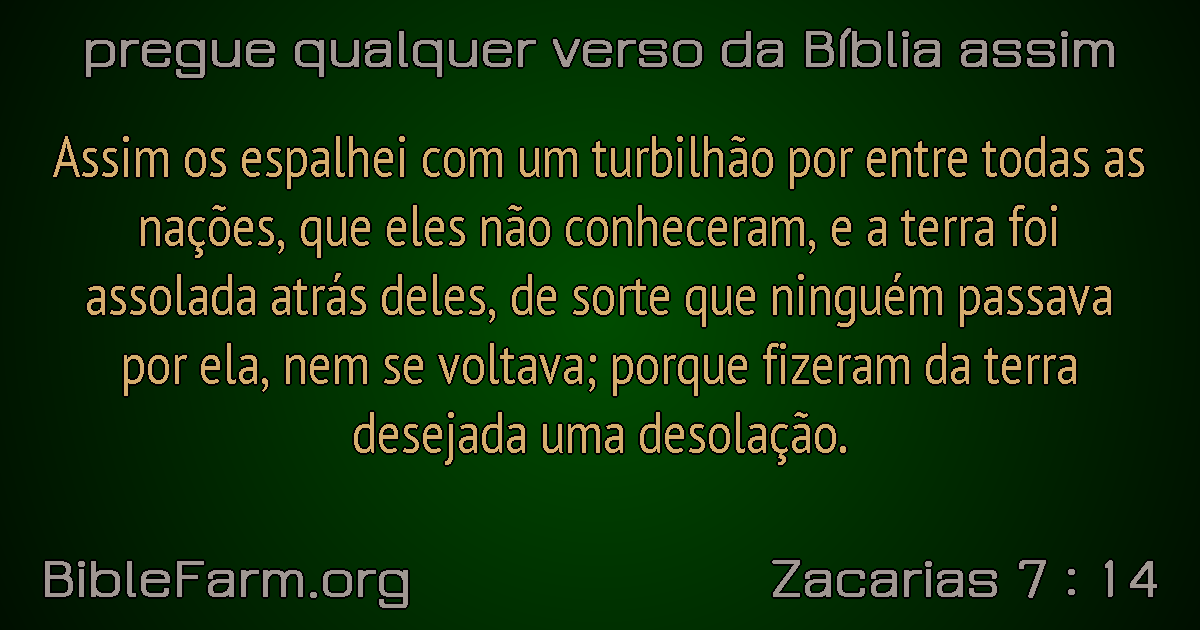 pregue qualquer verso da Bíblia assim
Assim os espalhei com um turbilhão por entre todas as
nações, que eles não conheceram, e a terra foi
assolada atrás deles, de sorte que ninguém passava
por ela, nem se voltava; porque fizeram da terra
desejada uma desolação.
BibleFarm.org
Zacarias 7 : 14